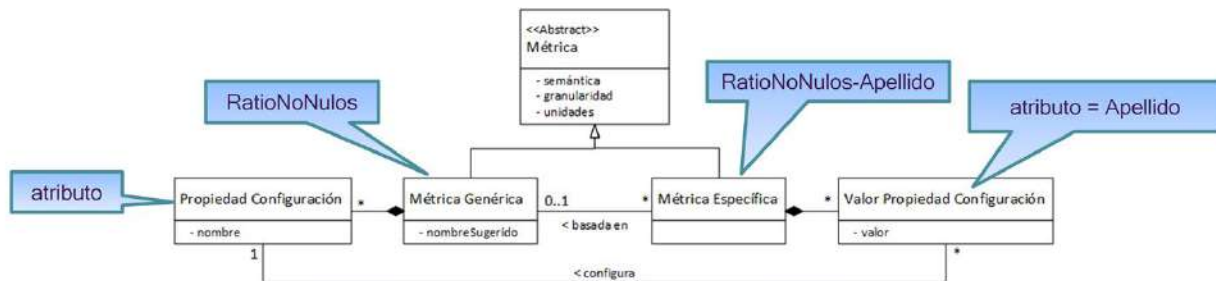 <<Abstract>>
Métrica
- semántica
- granularidad
- unidades
RatioNoNulos
RatioNoNulos-Apellido
atributo = Apellido
atributo
Propiedad Configuración
- nombre
*
Métrica Genérica
- nombreSugerido
0..1
*
< basada en
Métrica Específica
*
Valor Propiedad Configuración
- valor
1
*
< configura